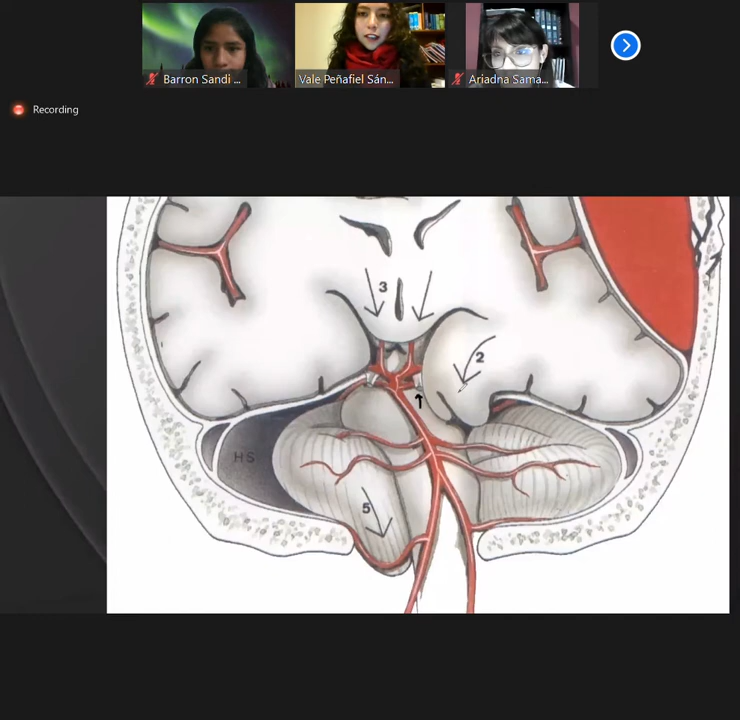 Barron Sandi ...
Vale Peñafiel Sán...
Ariadna Sama...
Recording
3
2
HS
5